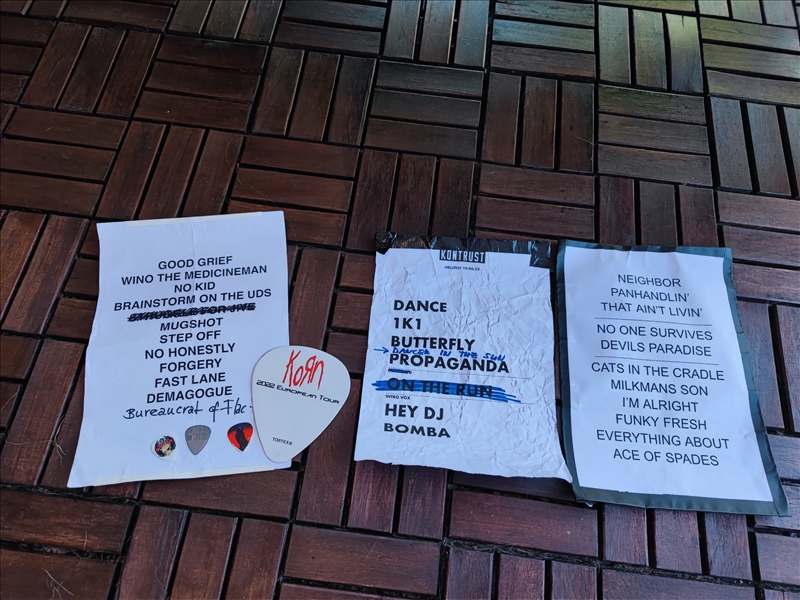 GOOD GRIEF
WINO THE MEDICINEMAN
NO KID
BRAINSTORM ON THE UDS
MUGSHOT
STEP OFF
NO HONESTLY
FORGERY
FAST LANE
DEMAGOGUE
Bureaucrat of
KoRn
2022 EUROPEAN TOUR
TORTEX®
KONTRUST
HELLFEST
DANCE
1K1
BUTTERFLY
DANCER IN THE SUN
PROPAGANDA
ON THE RUN
INTRO VOX
HEY DJ
BOMBA
NEIGHBOR
PANHANDLIN'
THAT AIN'T LIVIN'
NO ONE SURVIVES
DEVILS PARADISE
CATS IN THE CRADLE
MILKMANS SON
I'M ALRIGHT
FUNKY FRESH
EVERYTHING ABOUT
ACE OF SPADES